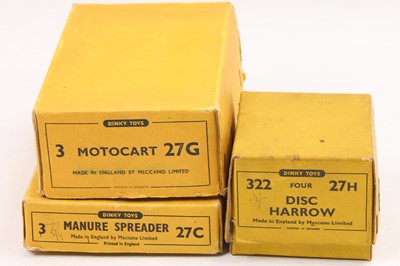 DINKY TOYS
3 MOTOCART 27G
MADE IN ENGLAND BY MECCANO LIMITED
DINKY TOYS
3 MANURE SPREADER 27C
Made in England by Meccano Limited
Printed in England
DINKY TOYS
322 FOUR 27H
DISC
HARROW
Made in England by Meccano Limited